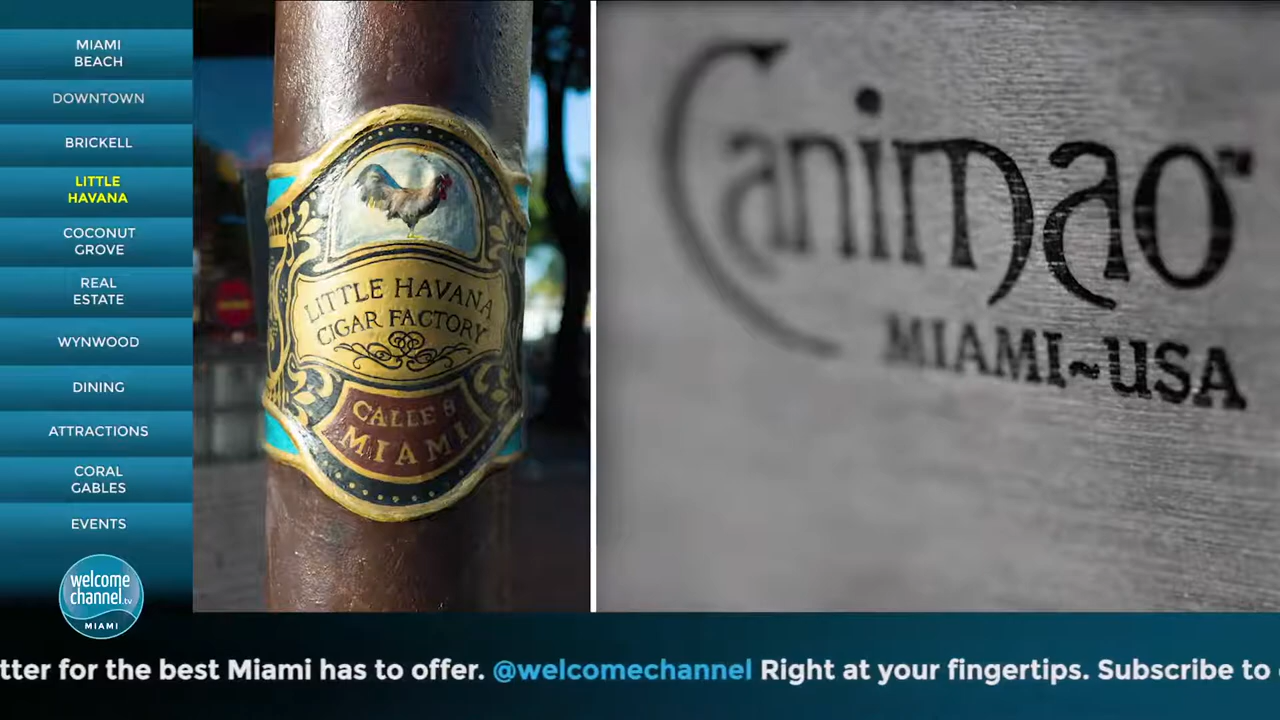 MIAMI
BEACH
DOWNTOWN
BRICKELL
LITTLE
HAVANA
COCONUT
GROVE
REAL
ESTATE
WYNWOOD
DINING
ATTRACTIONS
CORAL
GABLES
EVENTS
welcome
channel.tv
MIAMI
LITTLE HAVANA
CIGAR FACTORY
CALLE 8
MIAMI
Canimao™
MIAMI~USA
tter for the best Miami has to offer. @welcomechannel Right at your fingertips. Subscribe to